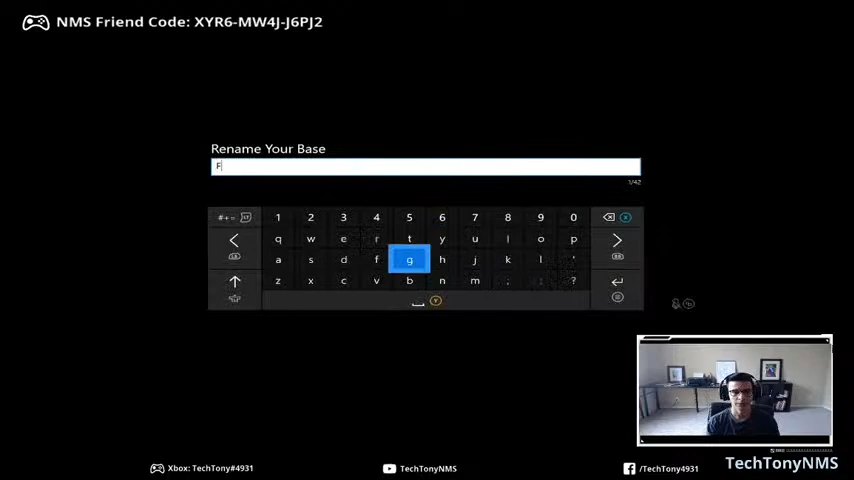 NMS Friend Code: XYR6-MW4J-J6PJ2
Rename Your Base
F
1/42
#+= 1 2 3 4 5 6 7 8 9 0
q w e r t y u i o p
a s d f g h j k l '
z x c v b n m , . ?
Y
Xbox: TechTony#4931 TechTonyNMS /TechTony4931 TechTonyNMS